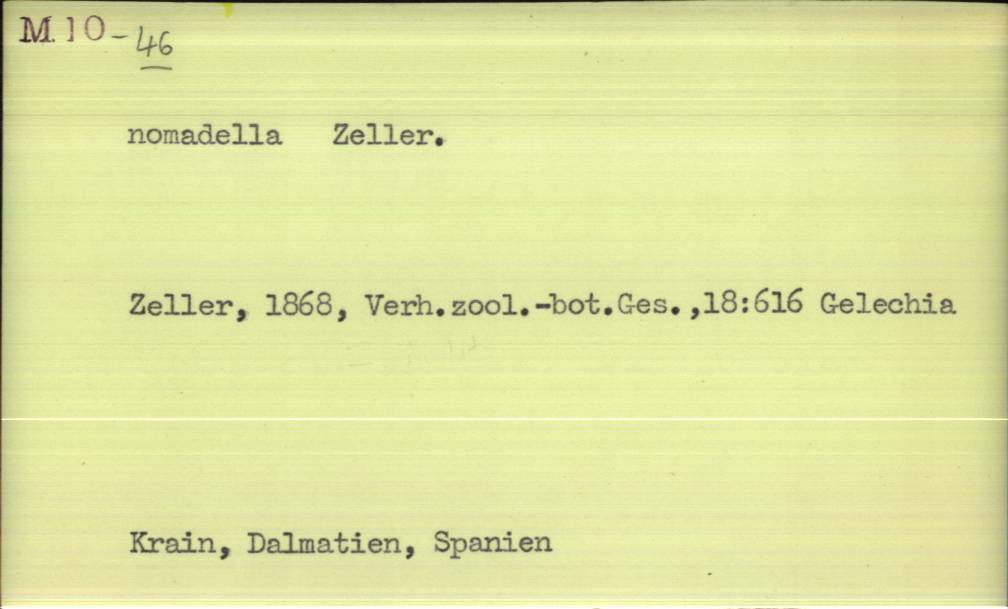 M 10-46
nomadella Zeller.
Zeller, 1868, Verh.zool.-bot.Ges.,18:616 Gelechia
Krain, Dalmatien, Spanien